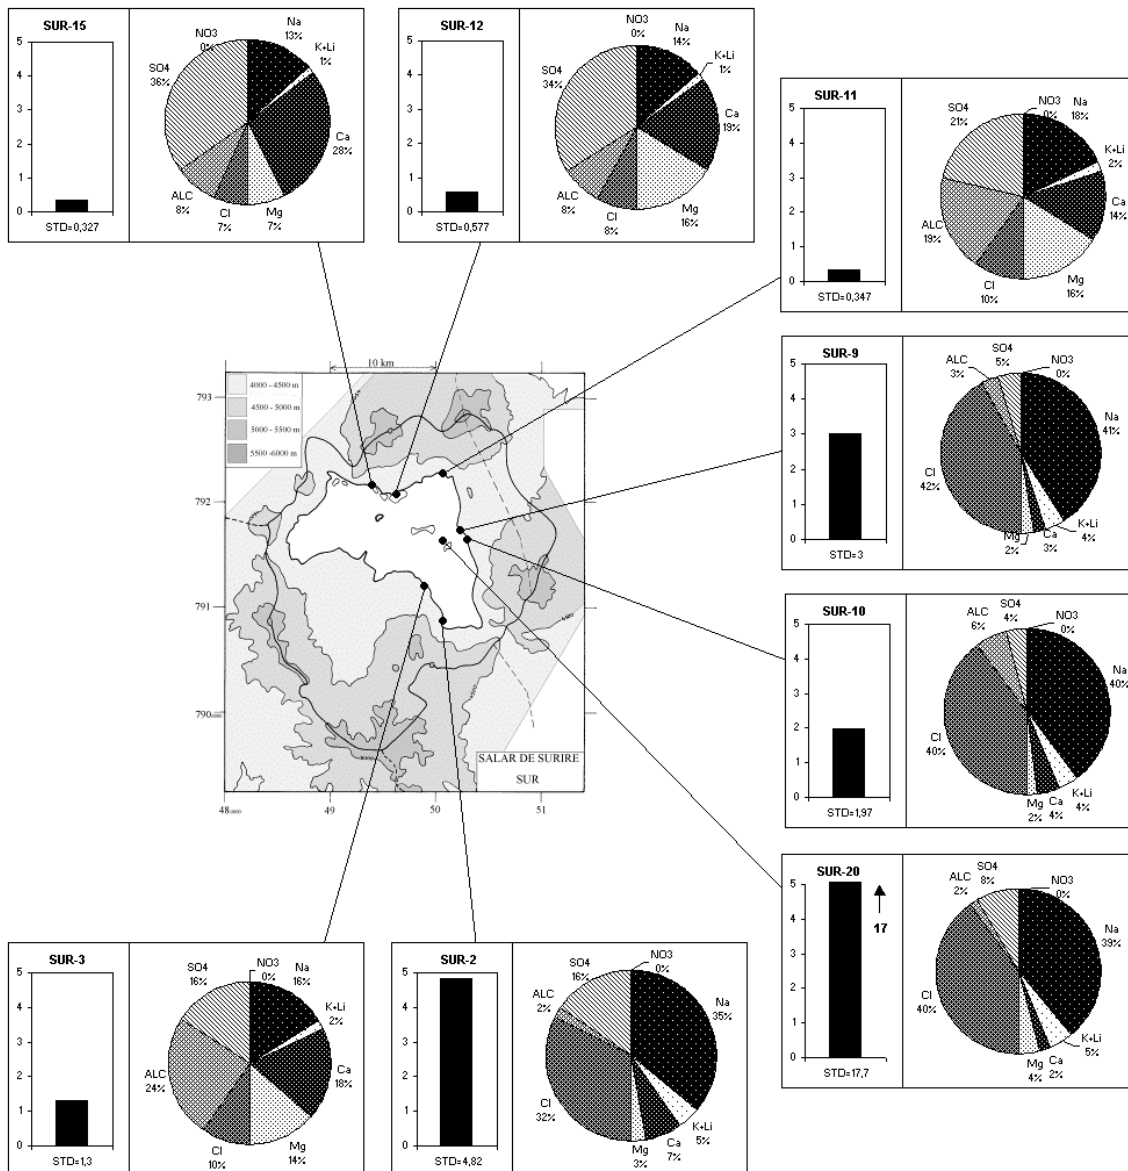 SUR-15
5
4
3
2
1
0
STD=0,327
NO3
0%
Na
13%
K+Li
1%
SO4
36%
Ca
28%
ALC
8%
Cl
7%
Mg
7%
SUR-12
5
4
3
2
1
0
STD=0,577
NO3
0%
Na
14%
K+Li
1%
SO4
34%
Ca
19%
ALC
8%
Cl
8%
Mg
16%
SUR-11
5
4
3
2
1
0
STD=0,347
SO4
21%
NO3
0%
Na
18%
K+Li
2%
Ca
14%
ALC
19%
Cl
10%
Mg
16%
SUR-9
5
4
3
2
1
0
STD=3
ALC
3%
SO4
5%
NO3
0%
Na
41%
Cl
42%
Mg
2%
Ca
3%
K+Li
4%
SUR-10
5
4
3
2
1
0
STD=1,97
ALC
6%
SO4
4%
NO3
0%
Na
40%
Cl
40%
Mg
2%
Ca
4%
K+Li
4%
SUR-20
5
4
3
2
1
0
17
STD=17,7
ALC
2%
SO4
8%
NO3
0%
Na
39%
Cl
40%
Mg
4%
Ca
2%
K+Li
5%
10 km
4000 - 4500 m
4500 - 5000 m
5000 - 5500 m
5500 -6000 m
793
792
791
790
48
49
50
51
SALAR DE SURIRE
SUR
SUR-3
5
4
3
2
1
0
STD=1,3
SO4
16%
NO3
0%
Na
16%
K+Li
2%
ALC
24%
Ca
18%
Cl
10%
Mg
14%
SUR-2
5
4
3
2
1
0
STD=4,82
SO4
16%
NO3
0%
ALC
2%
Na
35%
Cl
32%
Mg
3%
Ca
7%
K+Li
5%